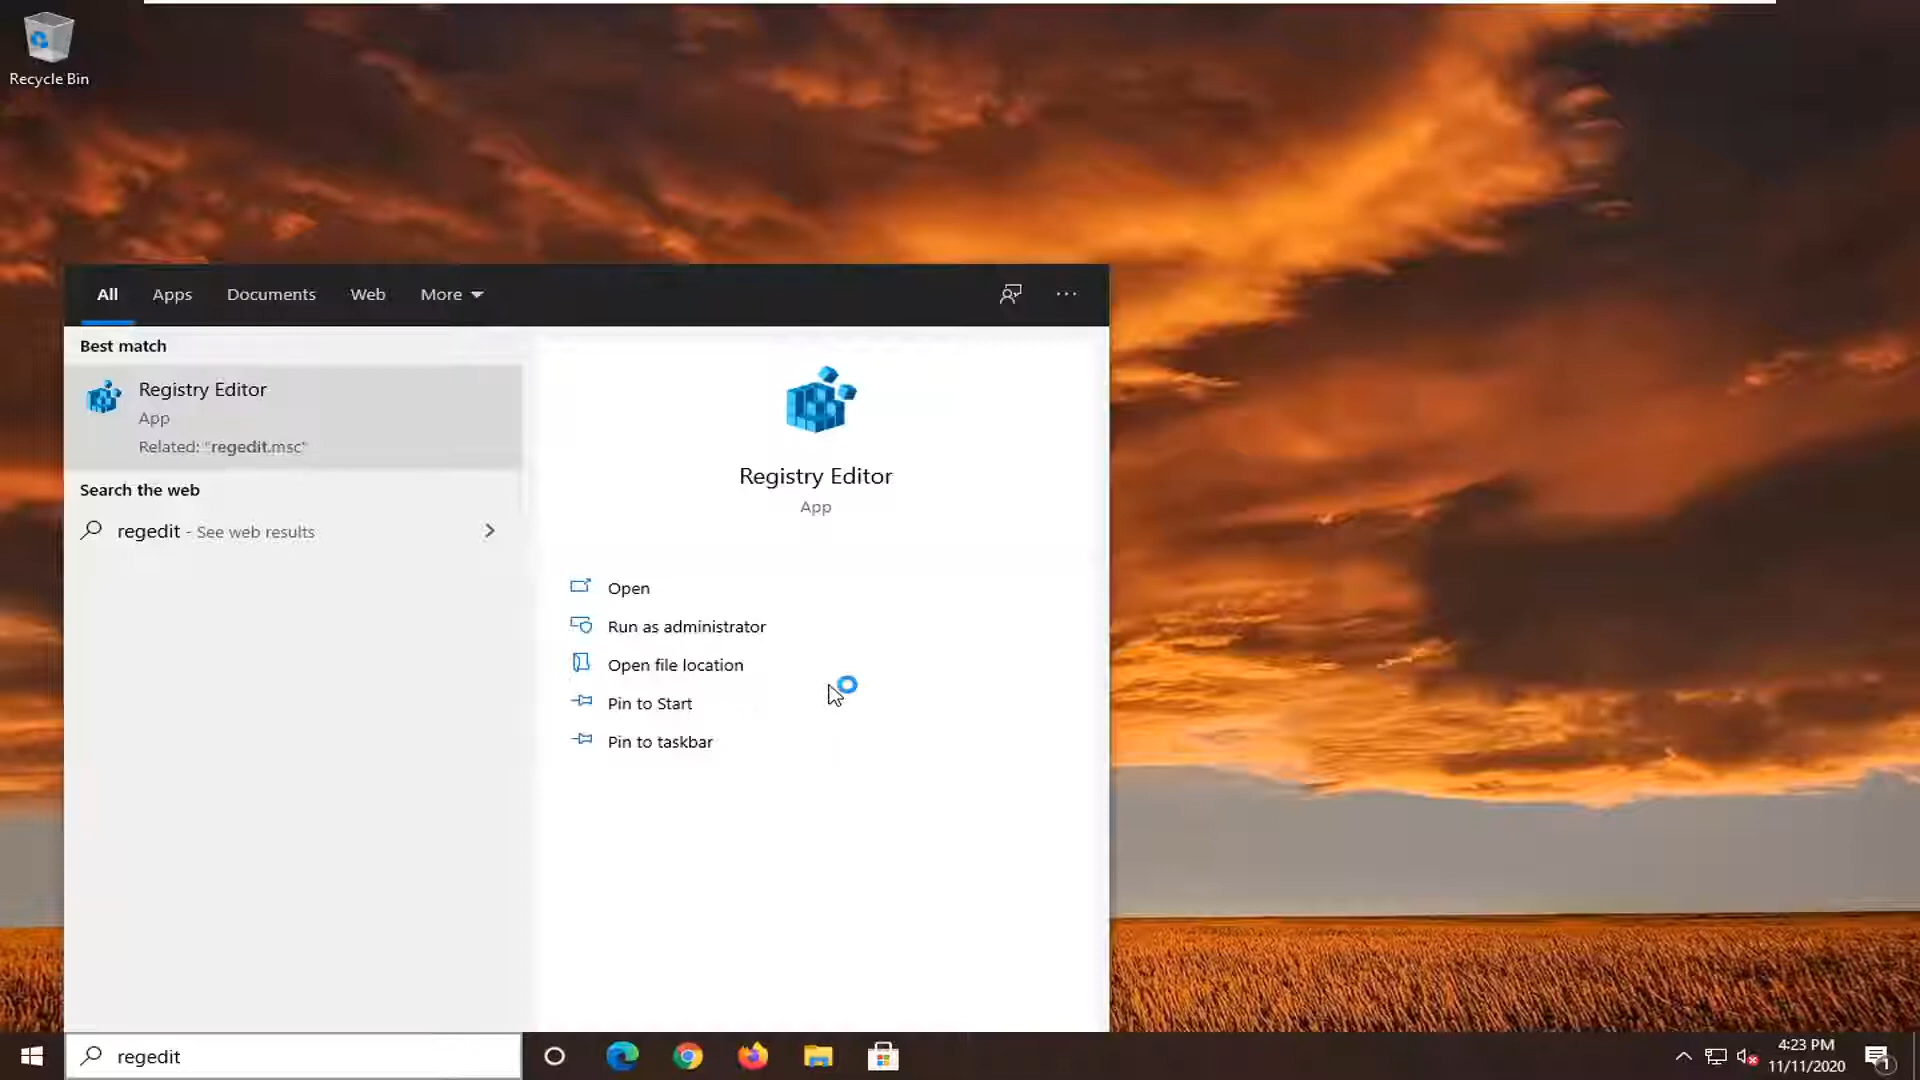 Recycle Bin
All Apps Documents Web More
Best match
Registry Editor
App
Related: "regedit.msc"
Search the web
regedit - See web results
Registry Editor
App
Open
Run as administrator
Open file location
Pin to Start
Pin to taskbar
regedit
4:23 PM
11/11/2020
1